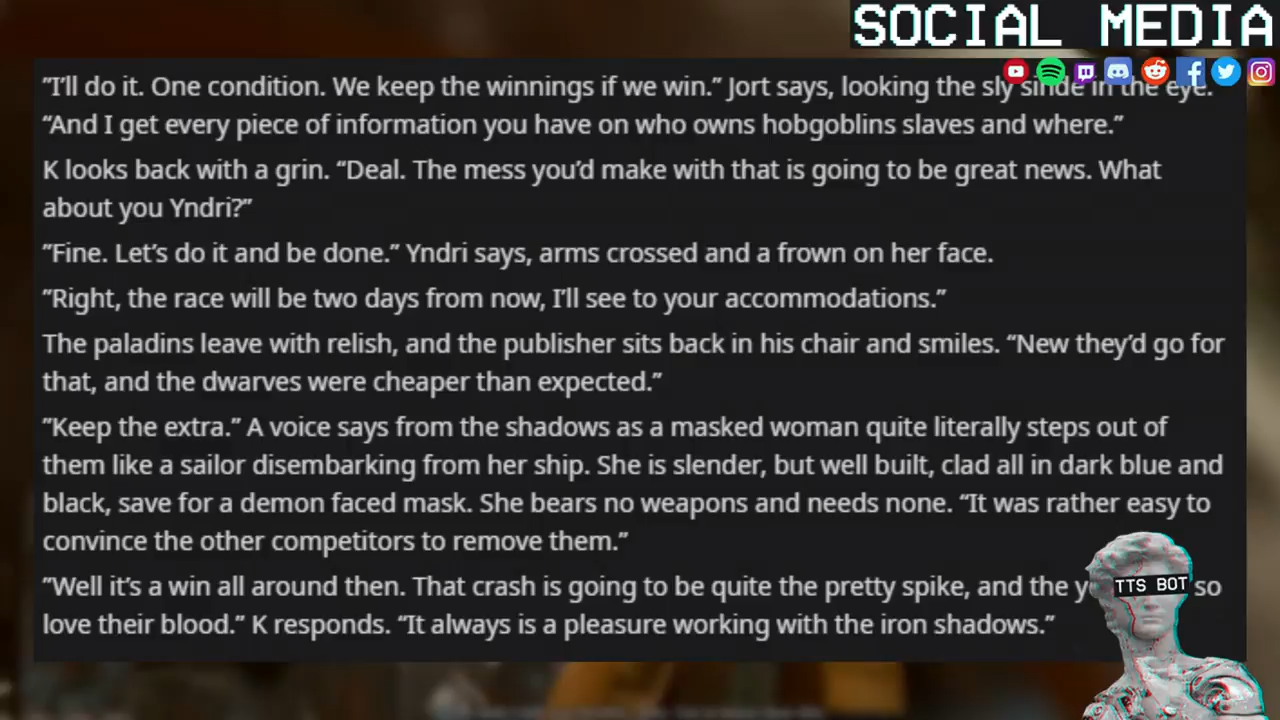 SOCIAL MEDIA
”I’ll do it. One condition. We keep the winnings if we win.” Jort says, looking the sly sinde in the eye.
“And I get every piece of information you have on who owns hobgoblins slaves and where.”
K looks back with a grin. “Deal. The mess you’d make with that is going to be great news. What
about you Yndri?”
”Fine. Let’s do it and be done.” Yndri says, arms crossed and a frown on her face.
”Right, the race will be two days from now, I’ll see to your accommodations.”
The paladins leave with relish, and the publisher sits back in his chair and smiles. “New they’d go for
that, and the dwarves were cheaper than expected.”
”Keep the extra.” A voice says from the shadows as a masked woman quite literally steps out of
them like a sailor disembarking from her ship. She is slender, but well built, clad all in dark blue and
black, save for a demon faced mask. She bears no weapons and needs none. “It was rather easy to
convince the other competitors to remove them.”
”Well it’s a win all around then. That crash is going to be quite the pretty spike, and the so
love their blood.” K responds. “It always is a pleasure working with the iron shadows.”
TTS BOT